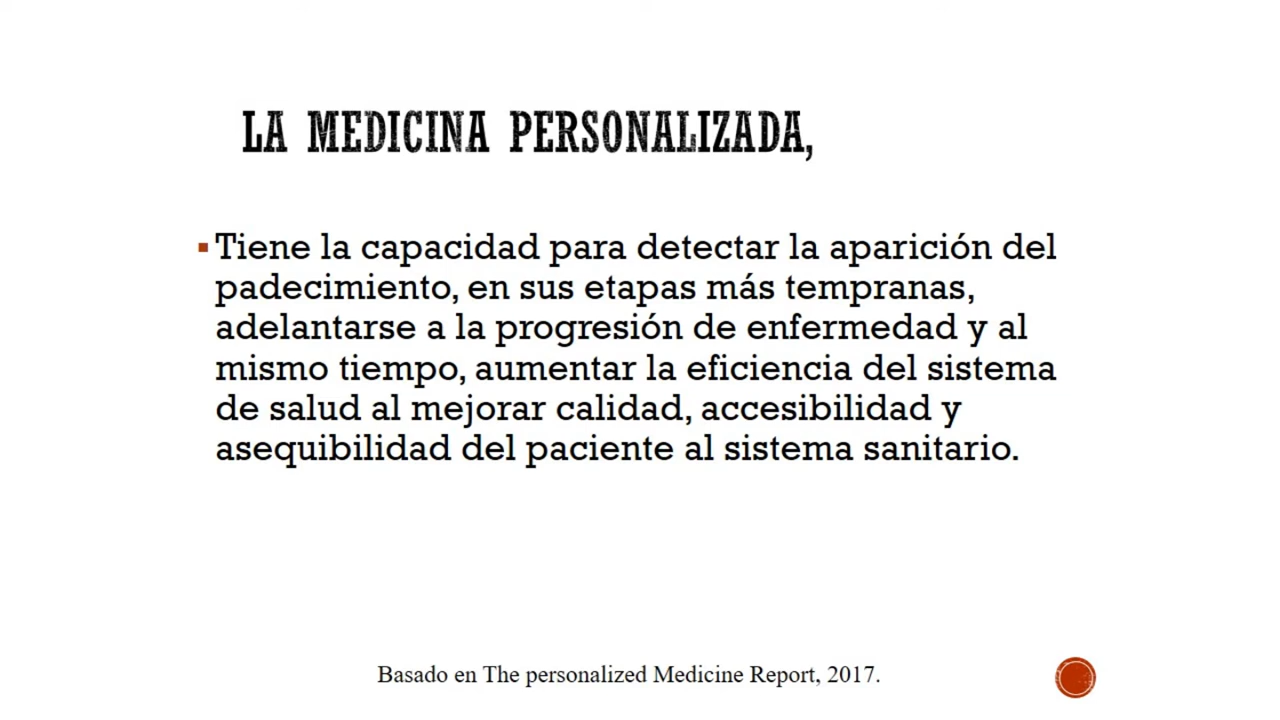 LA MEDICINA PERSONALIZADA,
▪Tiene la capacidad para detectar la aparición del
padecimiento, en sus etapas más tempranas,
adelantarse a la progresión de enfermedad y al
mismo tiempo, aumentar la eficiencia del sistema
de salud al mejorar calidad, accesibilidad y
asequibilidad del paciente al sistema sanitario.
Basado en The personalized Medicine Report, 2017.